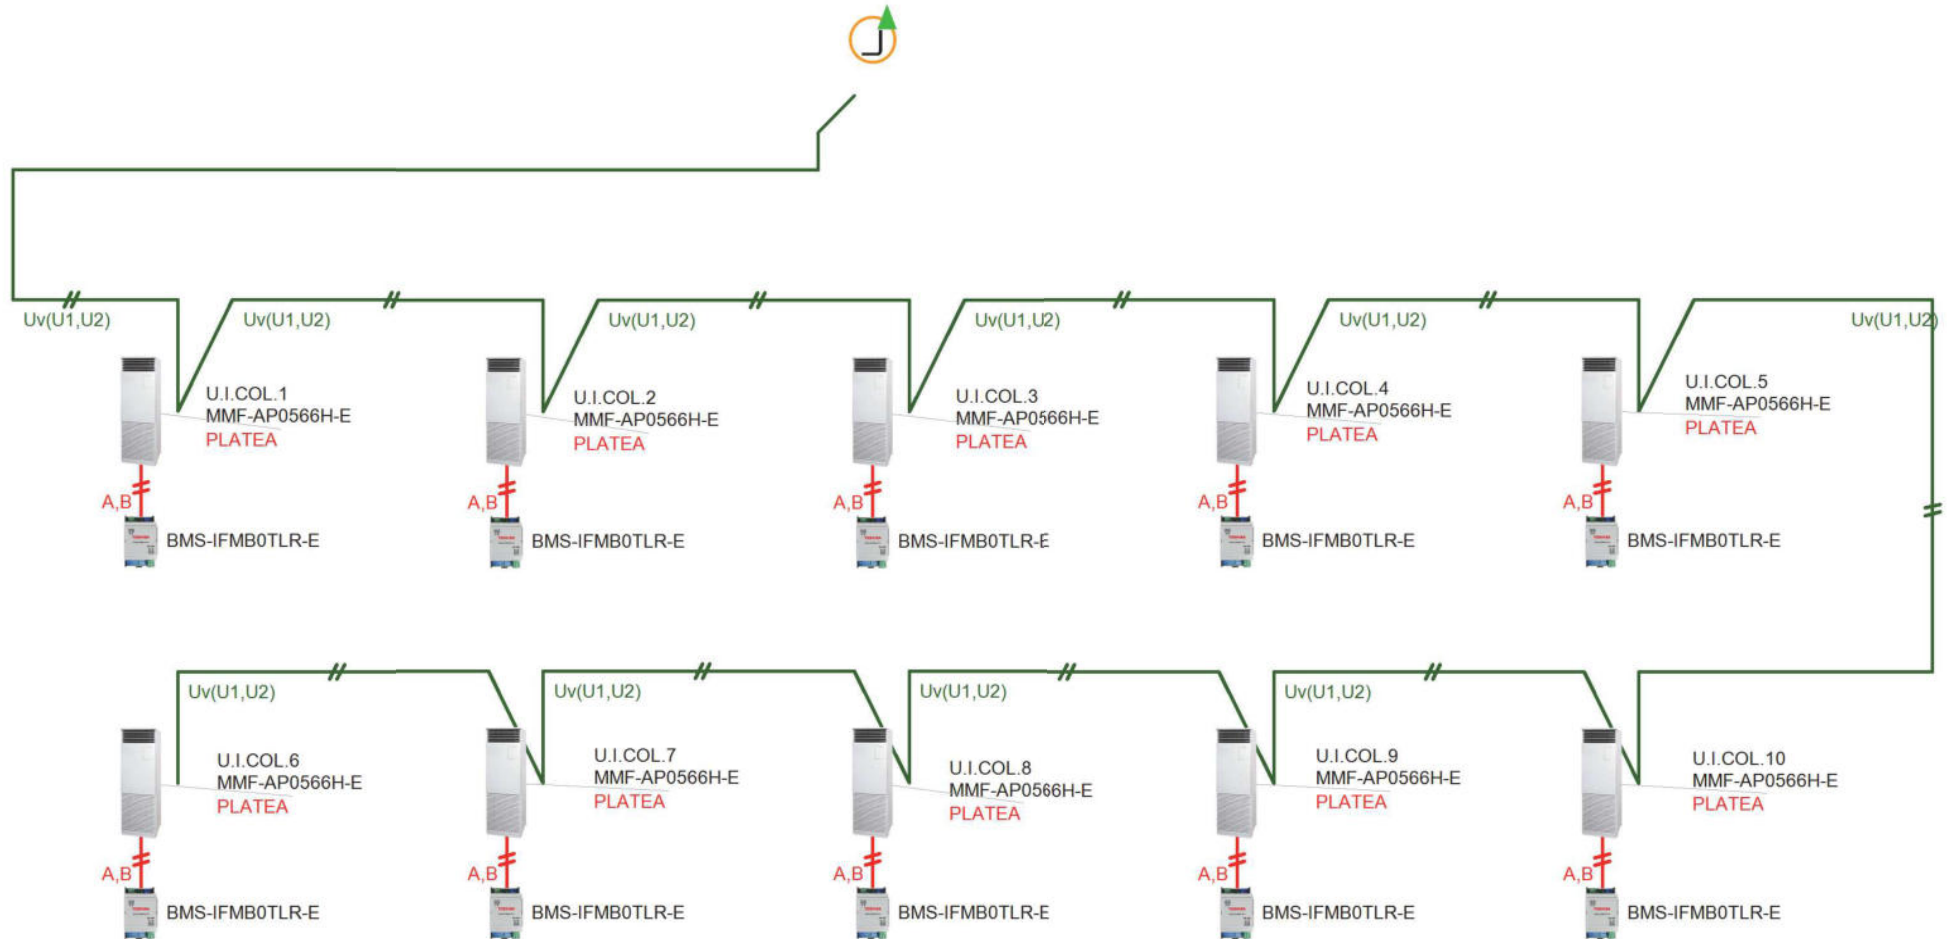 Uv(U1,U2)
Uv(U1,U2)
Uv(U1,U2)
Uv(U1,U2)
Uv(U1,U2)
Uv(U1,U2)
U.I.COL.1
MMF-AP0566H-E
PLATEA
U.I.COL.2
MMF-AP0566H-E
PLATEA
U.I.COL.3
MMF-AP0566H-E
PLATEA
U.I.COL.4
MMF-AP0566H-E
PLATEA
U.I.COL.5
MMF-AP0566H-E
PLATEA
A,B
A,B
A,B
A,B
A,B
BMS-IFMB0TLR-E
BMS-IFMB0TLR-E
BMS-IFMB0TLR-E
BMS-IFMB0TLR-E
BMS-IFMB0TLR-E
Uv(U1,U2)
Uv(U1,U2)
Uv(U1,U2)
Uv(U1,U2)
U.I.COL.6
MMF-AP0566H-E
PLATEA
U.I.COL.7
MMF-AP0566H-E
PLATEA
U.I.COL.8
MMF-AP0566H-E
PLATEA
U.I.COL.9
MMF-AP0566H-E
PLATEA
U.I.COL.10
MMF-AP0566H-E
PLATEA
A,B
A,B
A,B
A,B
A,B
BMS-IFMB0TLR-E
BMS-IFMB0TLR-E
BMS-IFMB0TLR-E
BMS-IFMB0TLR-E
BMS-IFMB0TLR-E